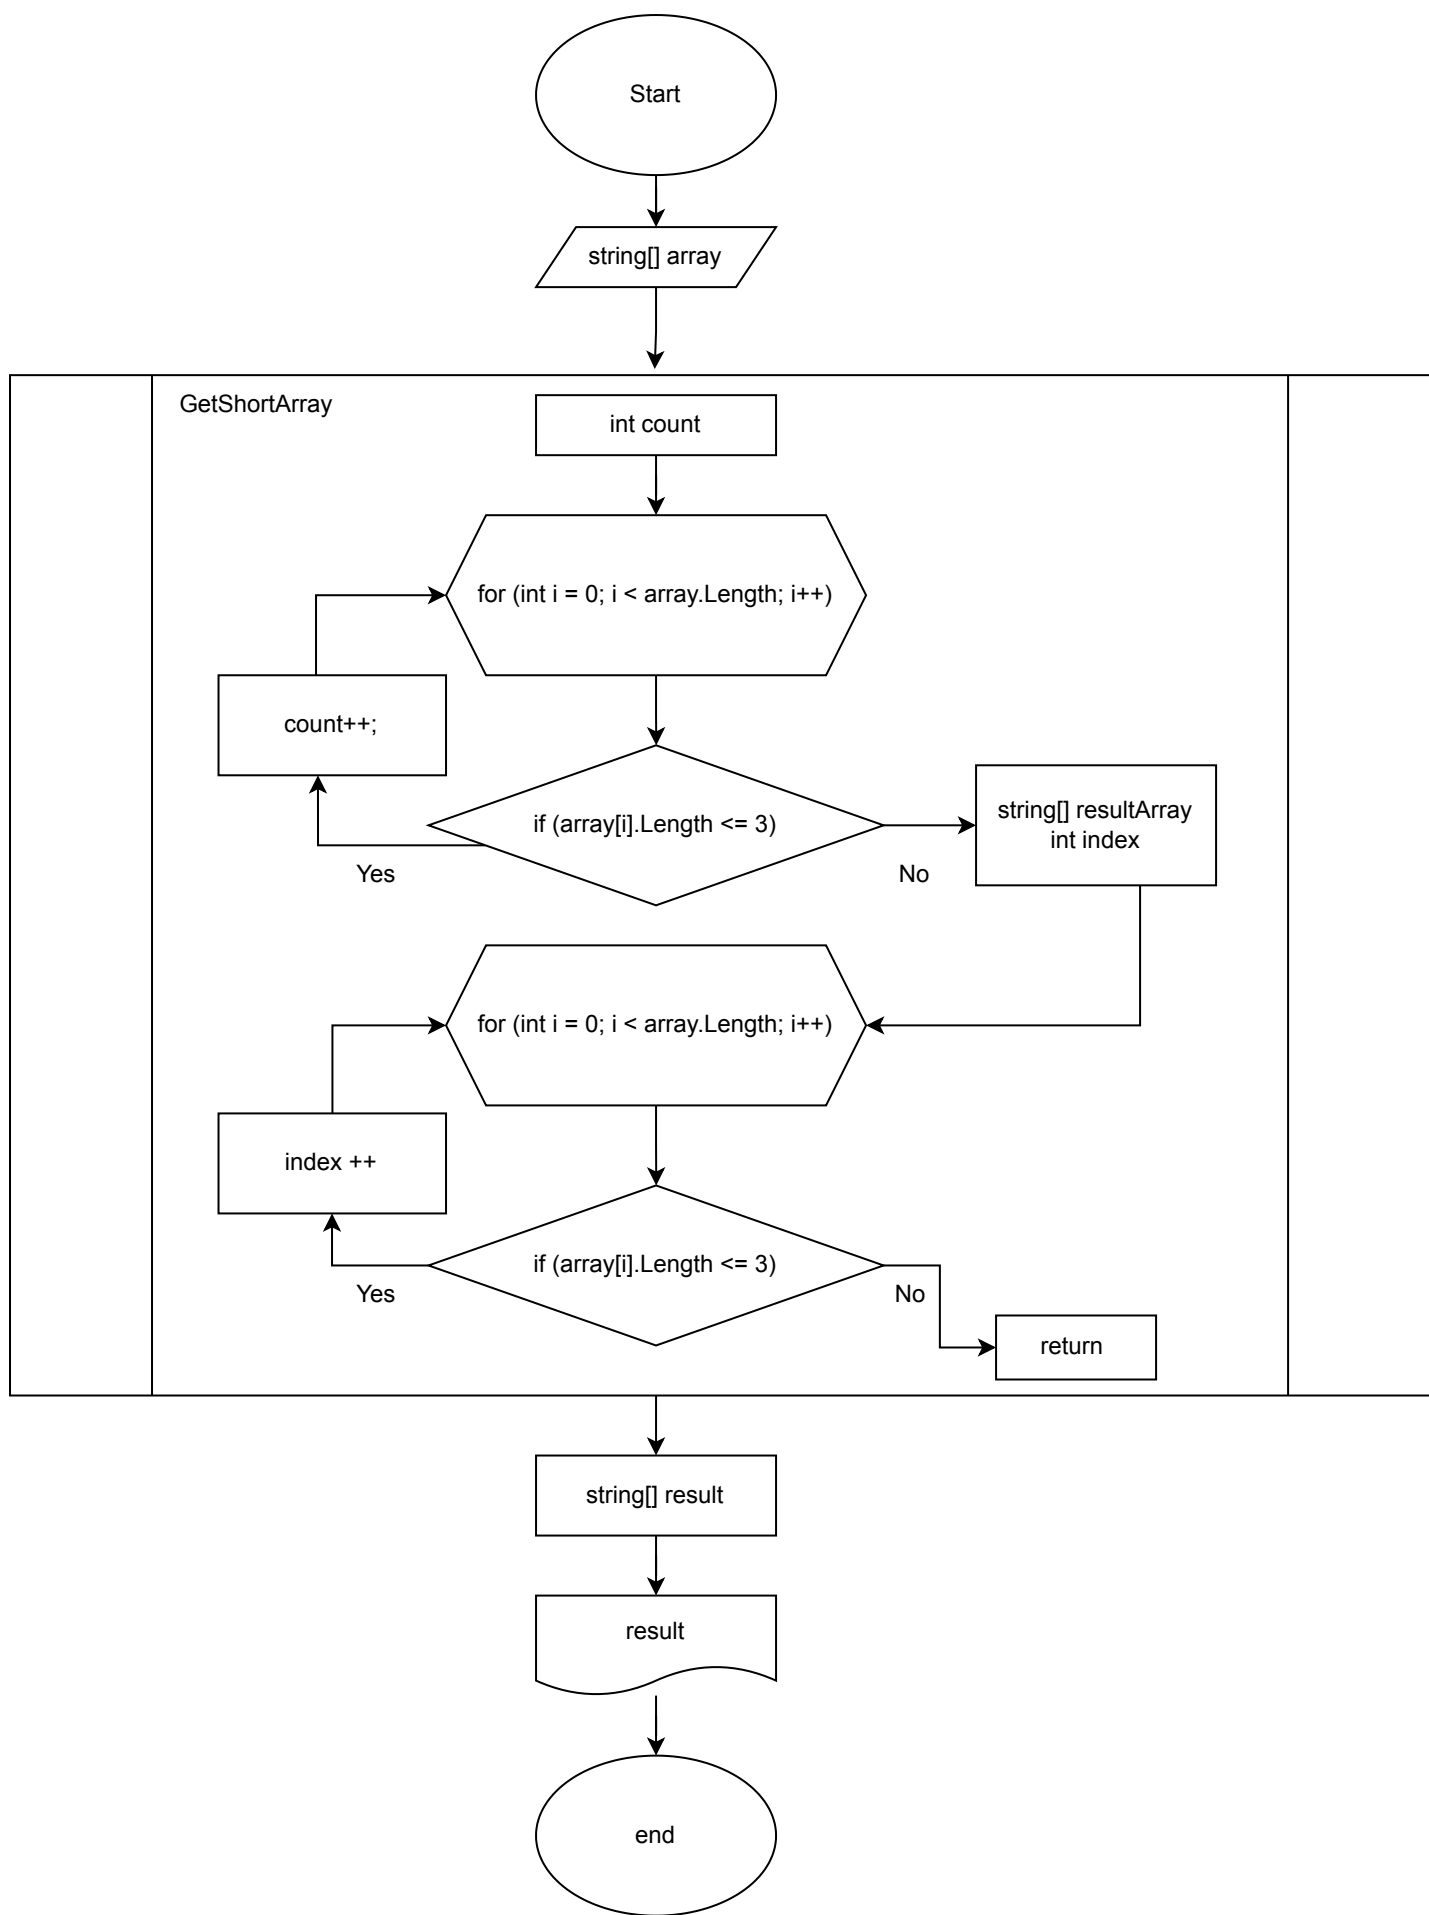 Start
string[] array
GetShortArray
int count
for (int i = 0; i < array.Length; i++)
count++;
if (array[i].Length <= 3)
string[] resultArray
int index
Yes
No
for (int i = 0; i < array.Length; i++)
index ++
if (array[i].Length <= 3)
Yes
No
return
string[] result
result
end